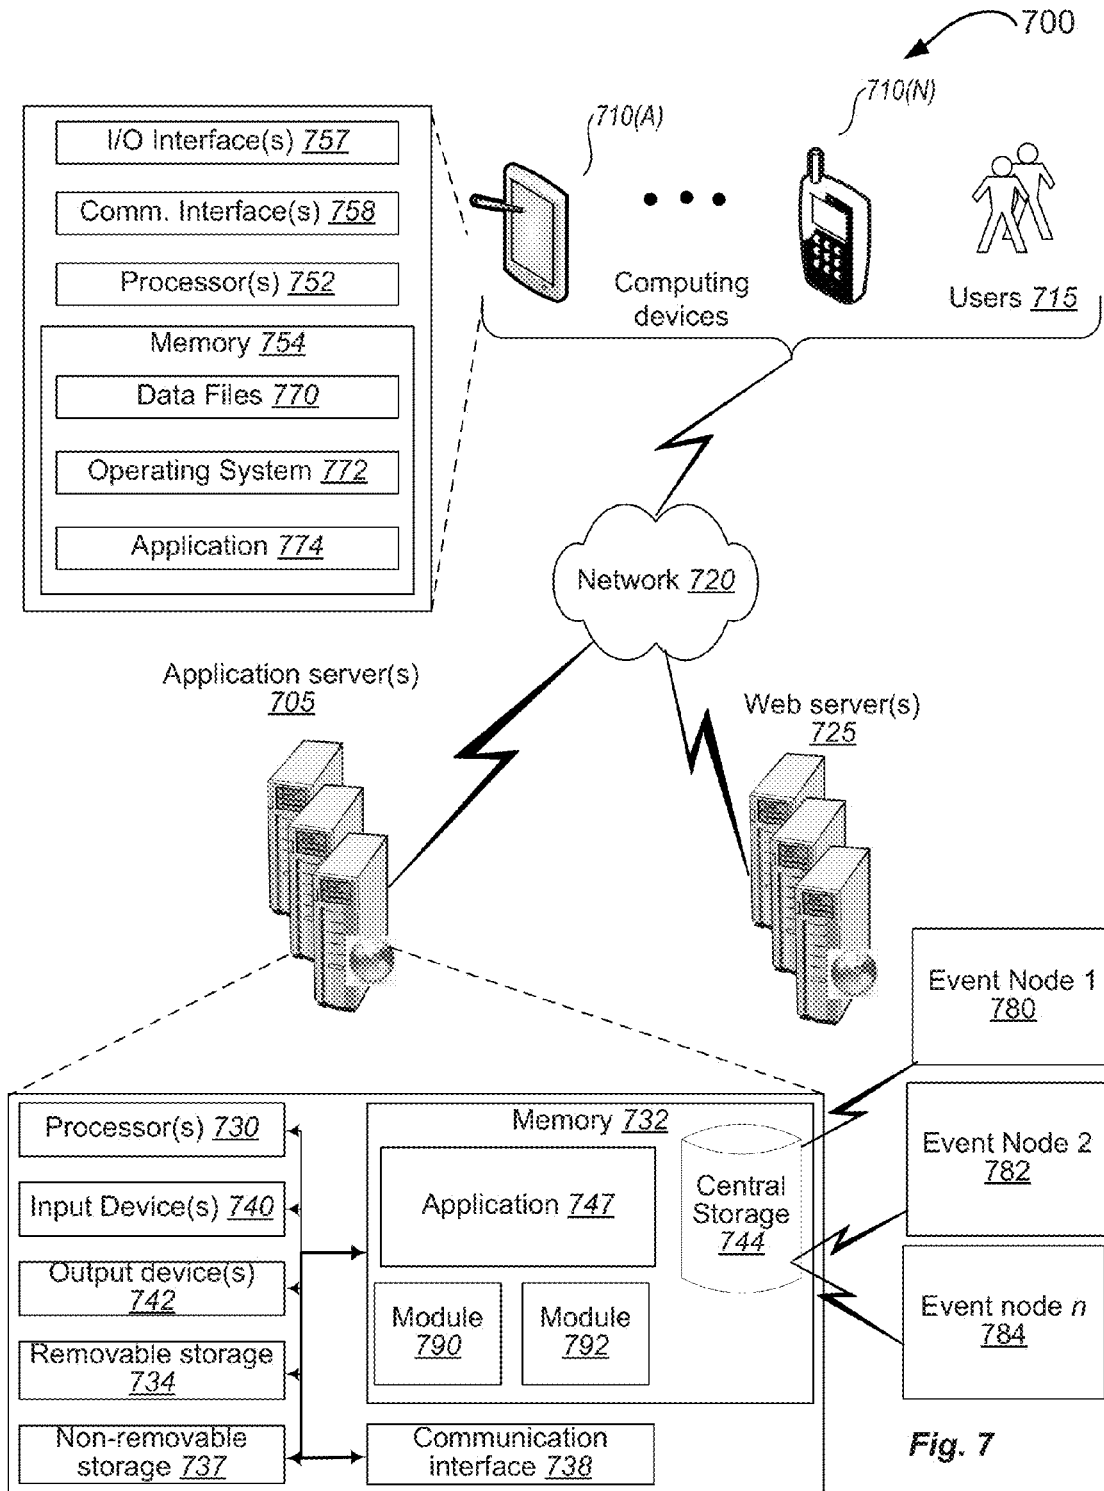 700
710(A)
710(N)
I/O Interface(s) 757
Comm. Interface(s) 758
Processor(s) 752
Memory 754
Data Files 770
Operating System 772
Application 774
Computing
devices
Users 715
Network 720
Application server(s)
705
Web server(s)
725
Event Node 1
780
Event Node 2
782
Event node n
784
Processor(s) 730
Input Device(s) 740
Output device(s)
742
Removable storage
734
Non-removable
storage 737
Memory 732
Application 747
Central
Storage
744
Module
790
Module
792
Communication
interface 738
Fig. 7